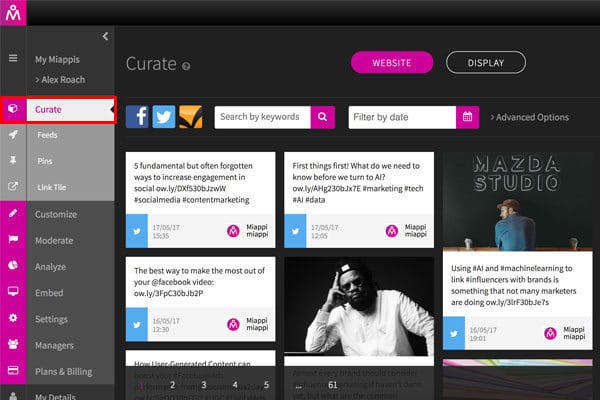 My Miappis
> Alex Roach
Curate
Feeds
Pins
Link Tile
Customize
Moderate
Analyze
Embed
Settings
Managers
Plans & Billing
My Details
Curate
WEBSITE
DISPLAY
Search by keywords
Filter by date
> Advanced Options
5 fundamental but often forgotten
ways to increase engagement in
social ow.ly/DXf530bJzwW
#socialmedia #contentmarketing
17/05/17
15:35
Miappi
miappi
First things first! What do we need to
know before we turn to AI?
ow.ly/AHg230bJx7E #marketing #tech
#AI #data
17/05/17
12:05
Miappi
miappi
MAZDA
STUDIO
Using #AI and #machinelearning to
link #influencers with brands is
something that not many marketers
are doing ow.ly/3lrF30bJe7s
16/05/17
19:01
Miappi
miappi
The best way to make the most out of
your @facebook video:
ow.ly/3FpC30bJb2P
16/05/17
12:30
Miappi
miappi
How User-Generated Content can
Almost every brand should consider
2 3 4 5 ... 61